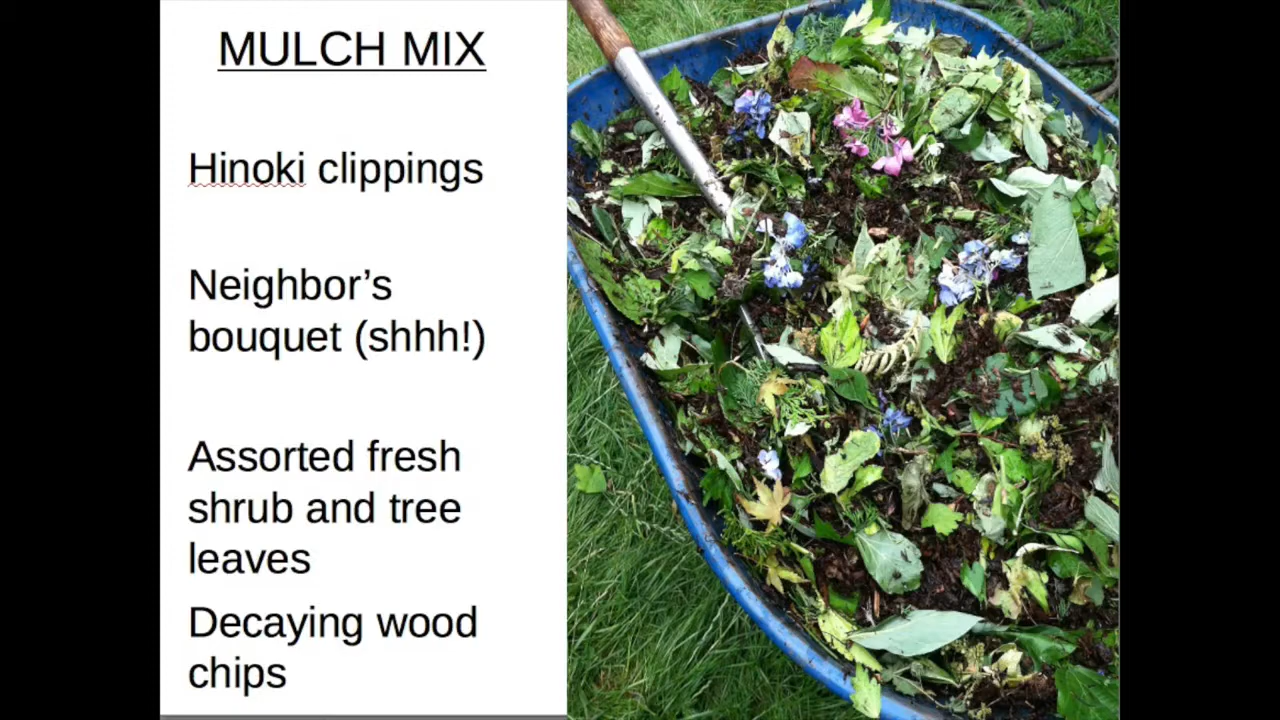 MULCH MIX
Hinoki clippings
Neighbor’s
bouquet (shhh!)
Assorted fresh
shrub and tree
leaves
Decaying wood
chips